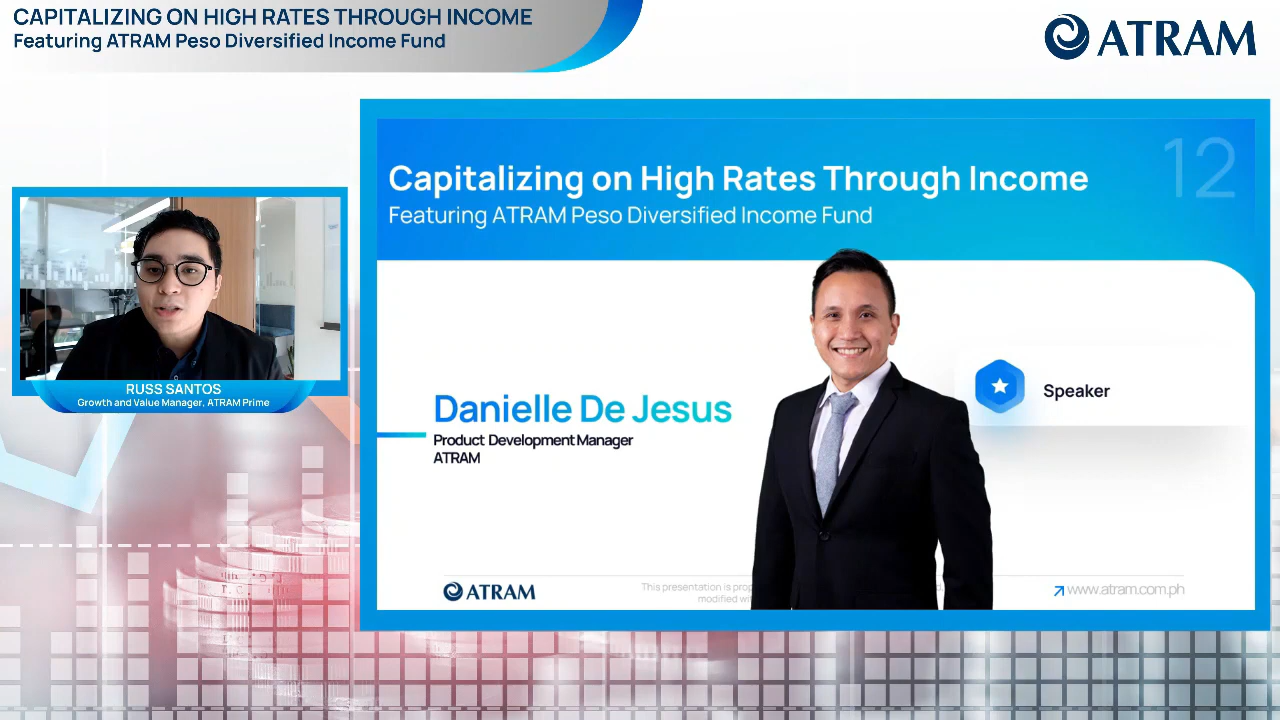 CAPITALIZING ON HIGH RATES THROUGH INCOME
Featuring ATRAM Peso Diversified Income Fund
ATRAM
Capitalizing on High Rates Through Income
Featuring ATRAM Peso Diversified Income Fund
12
RUSS SANTOS
Growth and Value Manager, ATRAM Prime
Danielle De Jesus
Product Development Manager
ATRAM
Speaker
ATRAM
This presentation is
modified
www.atram.com.ph